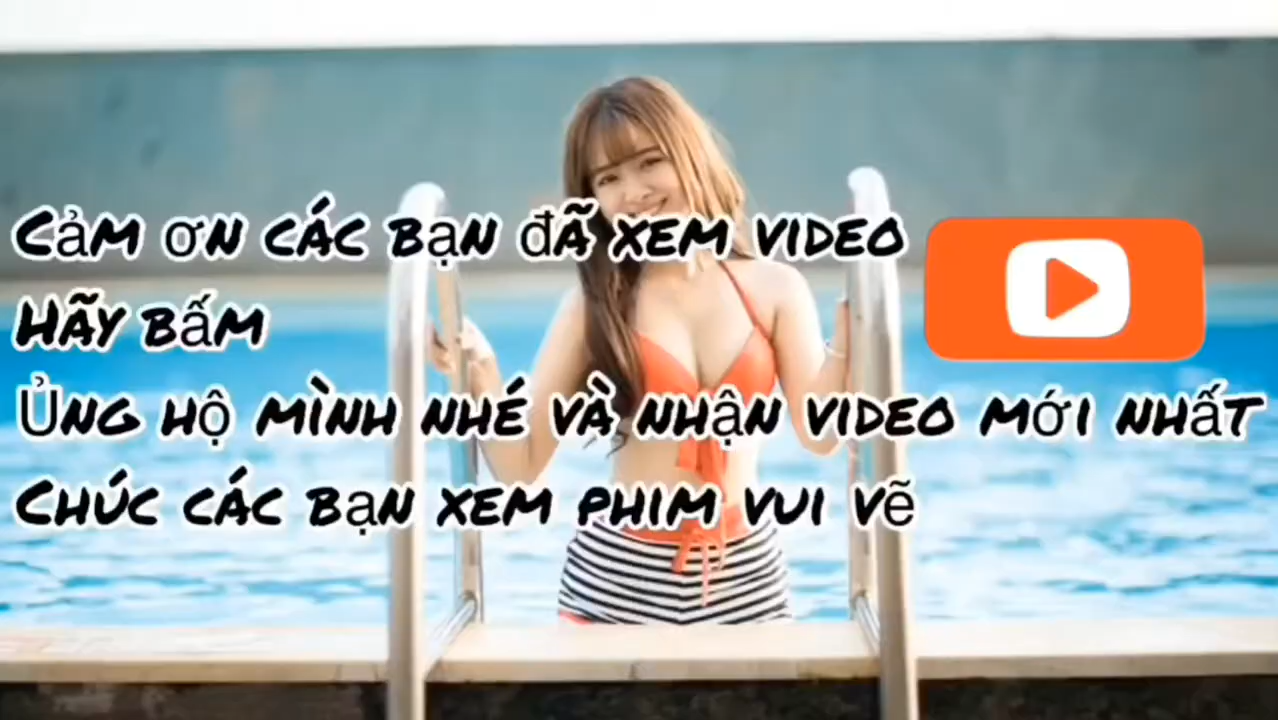 Cảm ơn các bạn đã xem video
Hãy bấm
Ủng hộ mình nhé và nhận video mới nhất
Chúc các bạn xem phim vui vẽ